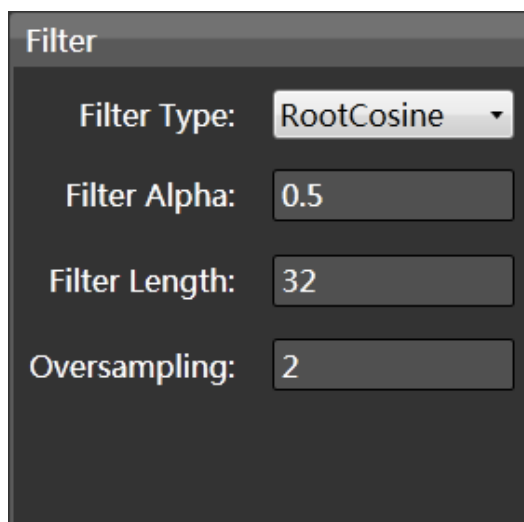 Filter
Filter Type: RootCosine
Filter Alpha: 0.5
Filter Length: 32
Oversampling: 2